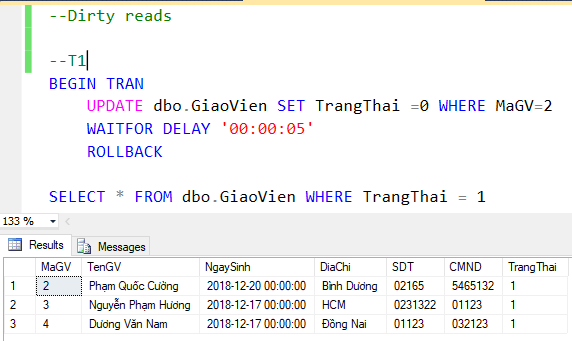 --Dirty reads
--T1
BEGIN TRAN
UPDATE dbo.GiaoVien SET TrangThai =0 WHERE MaGV=2
WAITFOR DELAY '00:00:05'
ROLLBACK
SELECT * FROM dbo.GiaoVien WHERE TrangThai = 1
133 %
Results Messages
MaGV TenGV NgaySinh DiaChi SDT CMND TrangThai
1 2 Phạm Quốc Cường 2018-12-20 00:00:00 Bình Dương 02165 5465132 1
2 3 Nguyễn Phạm Hương 2018-12-17 00:00:00 HCM 0231322 01123 1
3 4 Dương Văn Nam 2018-12-17 00:00:00 Đồng Nai 01123 032123 1